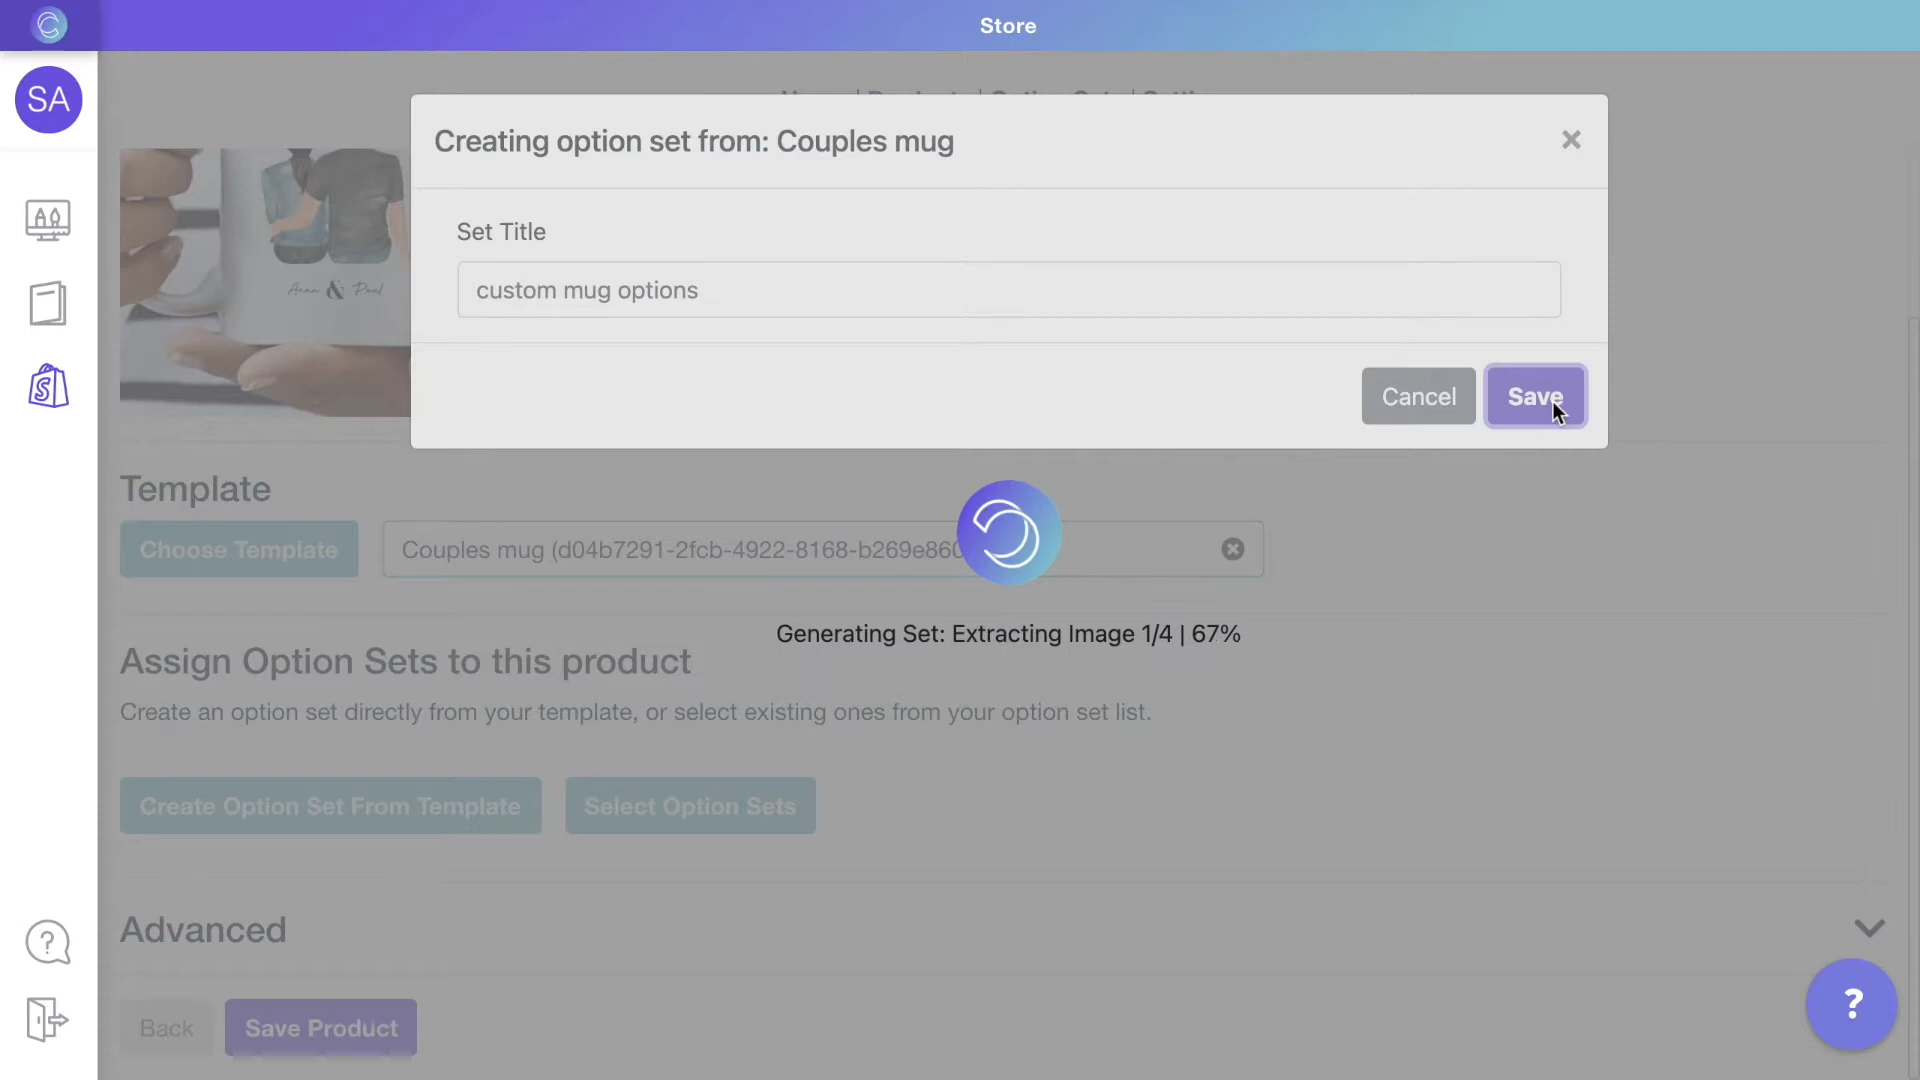 Store
SA
Creating option set from: Couples mug
Set Title
custom mug options
Cancel
Save
Anna & Paul
Template
Choose Template
Couples mug (d04b7291-2fcb-4922-8168-b269e860
Generating Set: Extracting Image 1/4 | 67%
Assign Option Sets to this product
Create an option set directly from your template, or select existing ones from your option set list.
Create Option Set From Template
Select Option Sets
Advanced
Back
Save Product
?